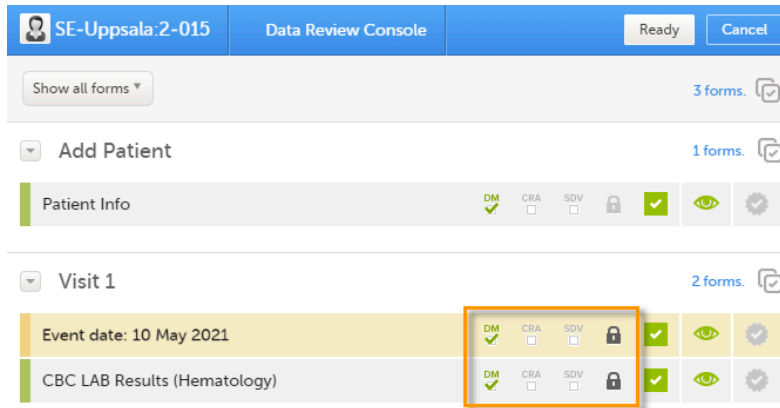 SE-Uppsala:2-015 Data Review Console Ready Cancel
Show all forms 3 forms.
Add Patient 1 forms.
Patient Info DM CRA SDV
Visit 1 2 forms.
Event date: 10 May 2021 DM CRA SDV
CBC LAB Results (Hematology) DM CRA SDV